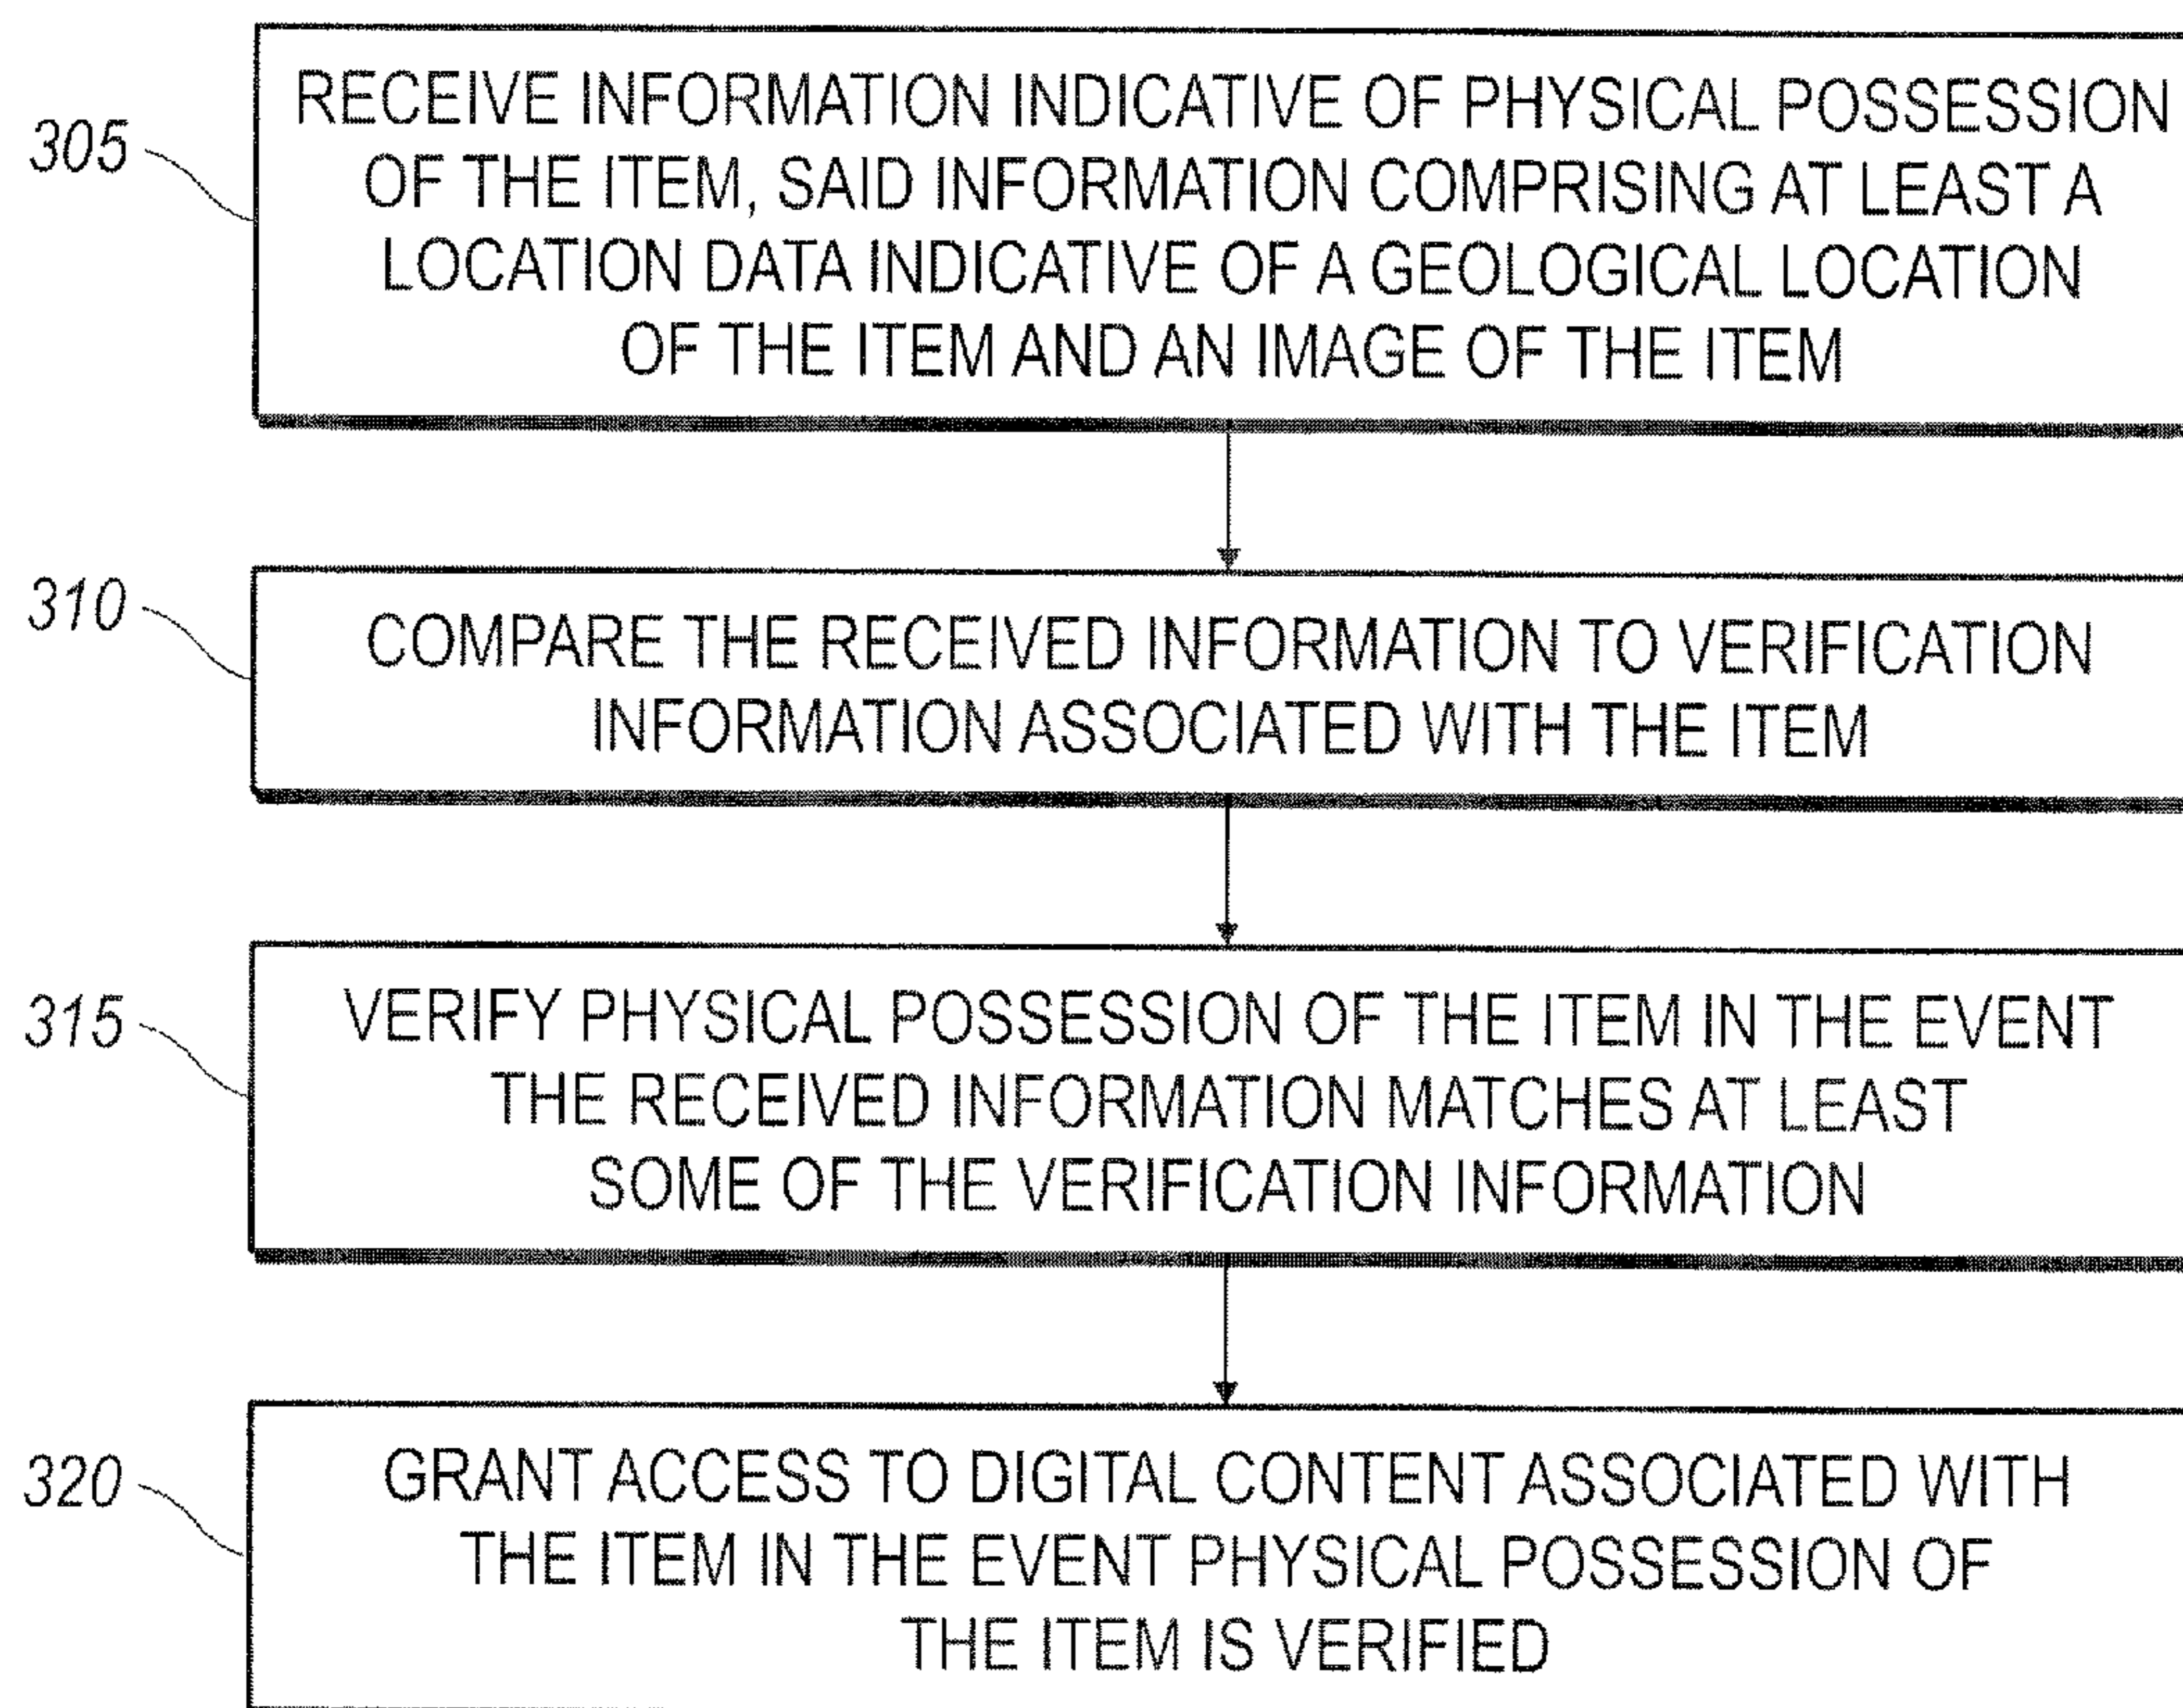 305
RECEIVE INFORMATION INDICATIVE OF PHYSICAL POSSESSION
OF THE ITEM, SAID INFORMATION COMPRISING AT LEAST A
LOCATION DATA INDICATIVE OF A GEOLOGICAL LOCATION
OF THE ITEM AND AN IMAGE OF THE ITEM
310
COMPARE THE RECEIVED INFORMATION TO VERIFICATION
INFORMATION ASSOCIATED WITH THE ITEM
315
VERIFY PHYSICAL POSSESSION OF THE ITEM IN THE EVENT
THE RECEIVED INFORMATION MATCHES AT LEAST
SOME OF THE VERIFICATION INFORMATION
320
GRANT ACCESS TO DIGITAL CONTENT ASSOCIATED WITH
THE ITEM IN THE EVENT PHYSICAL POSSESSION OF
THE ITEM IS VERIFIED